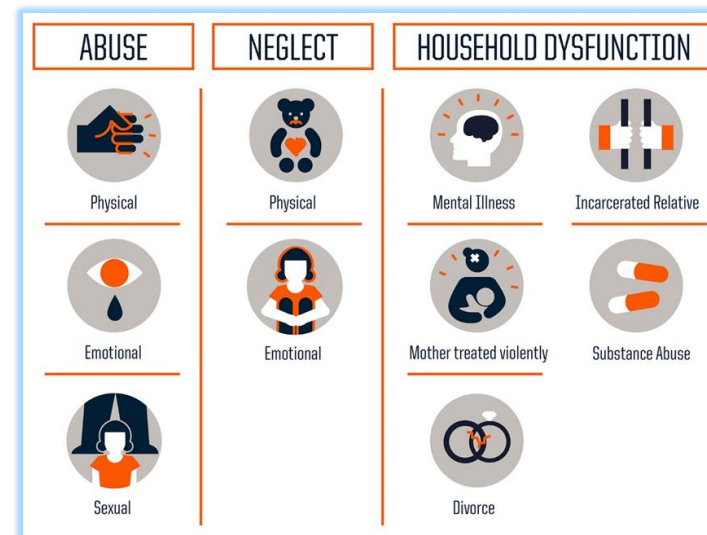 ABUSE
Physical
Emotional
Sexual
NEGLECT
Physical
Emotional
HOUSEHOLD DYSFUNCTION
Mental Illness
Incarcerated Relative
Mother treated violently
Substance Abuse
Divorce